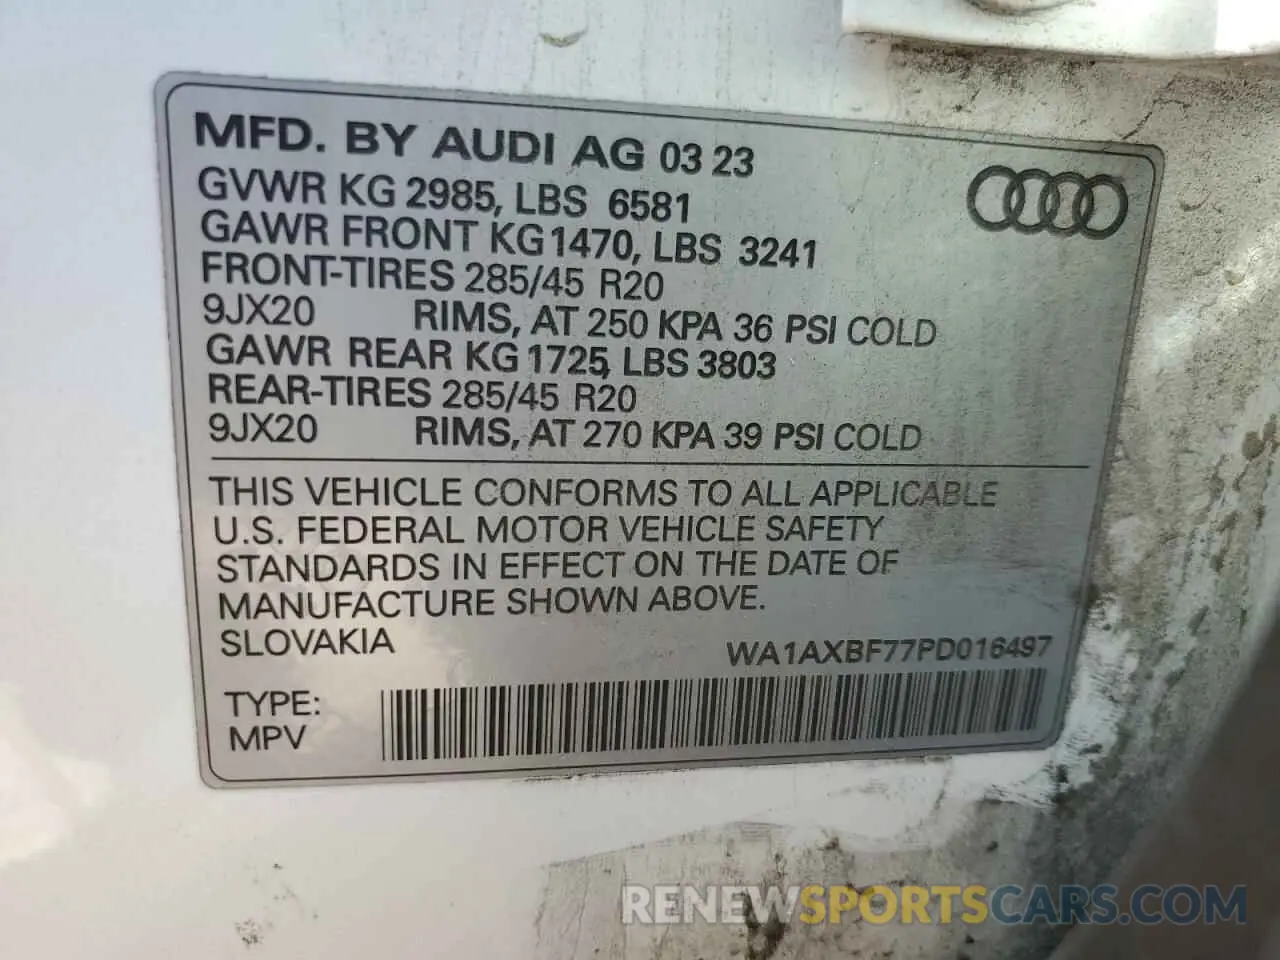 MFD. BY AUDI AG 03 23
GVWR KG 2985, LBS 6581
GAWR FRONT KG 1470, LBS 3241
FRONT-TIRES 285/45 R20
9JX20 RIMS, AT 250 KPA 36 PSI COLD
GAWR REAR KG 1725, LBS 3803
REAR-TIRES 285/45 R20
9JX20 RIMS, AT 270 KPA 39 PSI COLD
THIS VEHICLE CONFORMS TO ALL APPLICABLE
U.S. FEDERAL MOTOR VEHICLE SAFETY
STANDARDS IN EFFECT ON THE DATE OF
MANUFACTURE SHOWN ABOVE.
SLOVAKIA WA1AXBF77PD016497
TYPE:
MPV
RENEWSPORTSCARS.COM